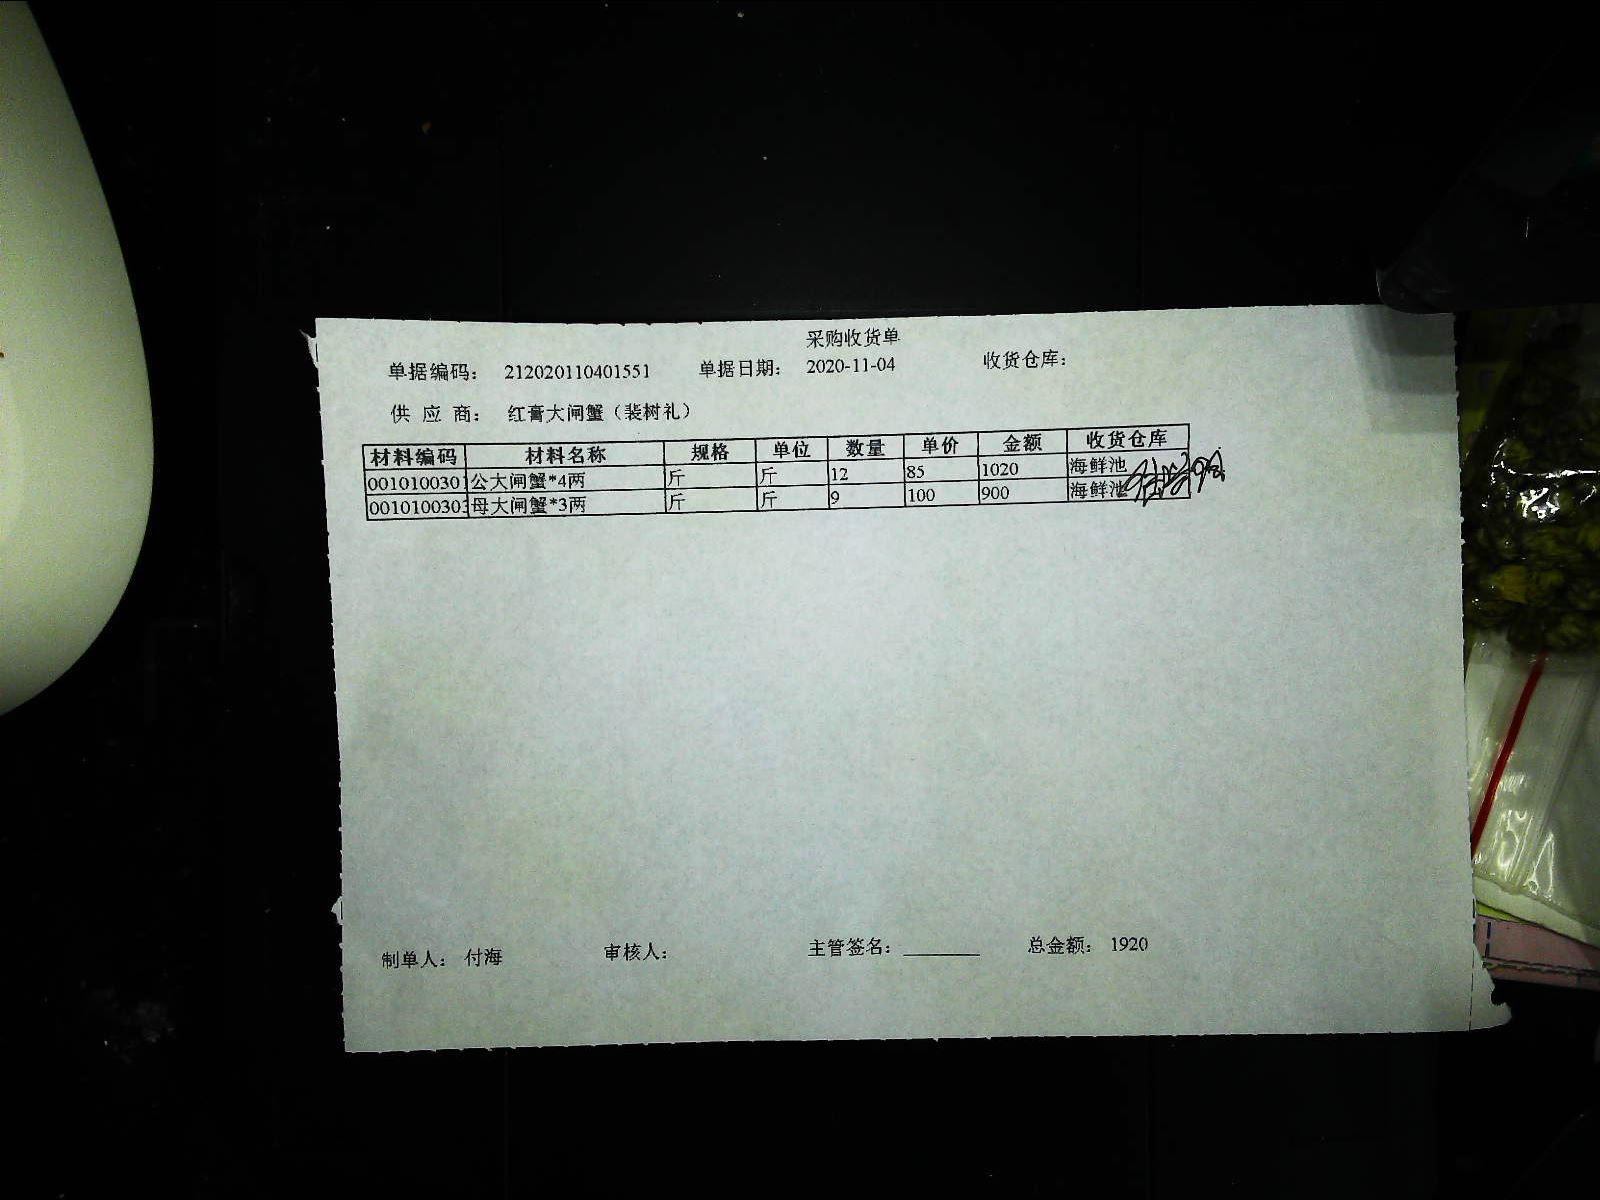 采购收货单
单据编码： 212020110401551 单据日期： 2020-11-04 收货仓库：
供 应 商： 红膏大闸蟹（裴树礼）
材料编码 材料名称 规格 单位 数量 单价 金额 收货仓库
0010100301 公大闸蟹*4两 斤 斤 12 85 1020 海鲜池
0010100303 母大闸蟹*3两 斤 斤 9 100 900 海鲜池
制单人： 付海 审核人： 主管签名：________ 总金额： 1920